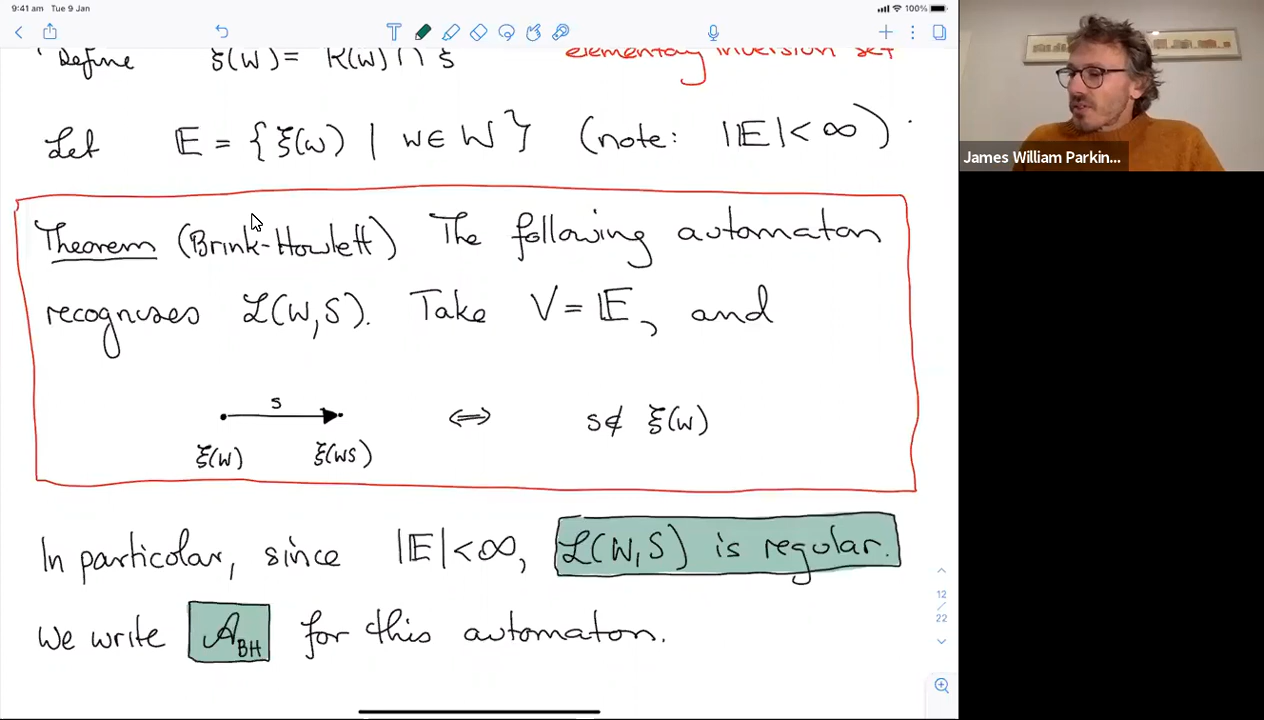 9:41 am Tue 9 Jan
100%
Define ξ(w) = R(w) ∩ ξ elementary inversion set
Let 𝔼 = { ξ(w) | w ∈ W } (note: |𝔼| < ∞).
Theorem (Brink-Howlett) The following automaton
recognises ℒ(W,S). Take V = 𝔼, and
s
⇔ s ∉ ξ(w)
ξ(w) ξ(ws)
In particular, since |𝔼| < ∞, ℒ(W,S) is regular.
We write 𝒜BH for this automaton.
12
/
22
James William Parkin...